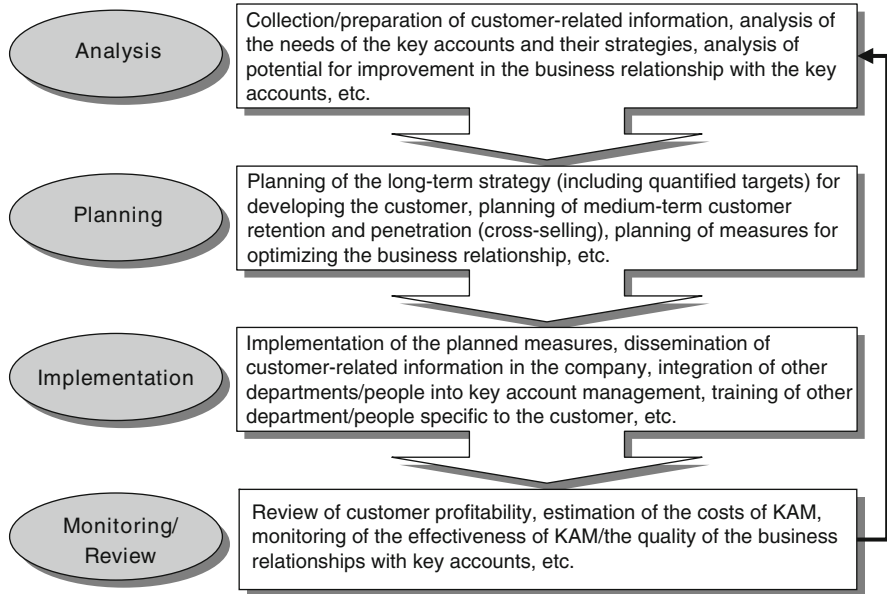 Analysis
Collection/preparation of customer-related information, analysis of
the needs of the key accounts and their strategies, analysis of
potential for improvement in the business relationship with the key
accounts, etc.
Planning
Planning of the long-term strategy (including quantified targets) for
developing the customer, planning of medium-term customer
retention and penetration (cross-selling), planning of measures for
optimizing the business relationship, etc.
Implementation
Implementation of the planned measures, dissemination of
customer-related information in the company, integration of other
departments/people into key account management, training of other
department/people specific to the customer, etc.
Monitoring/
Review
Review of customer profitability, estimation of the costs of KAM,
monitoring of the effectiveness of KAM/the quality of the business
relationships with key accounts, etc.